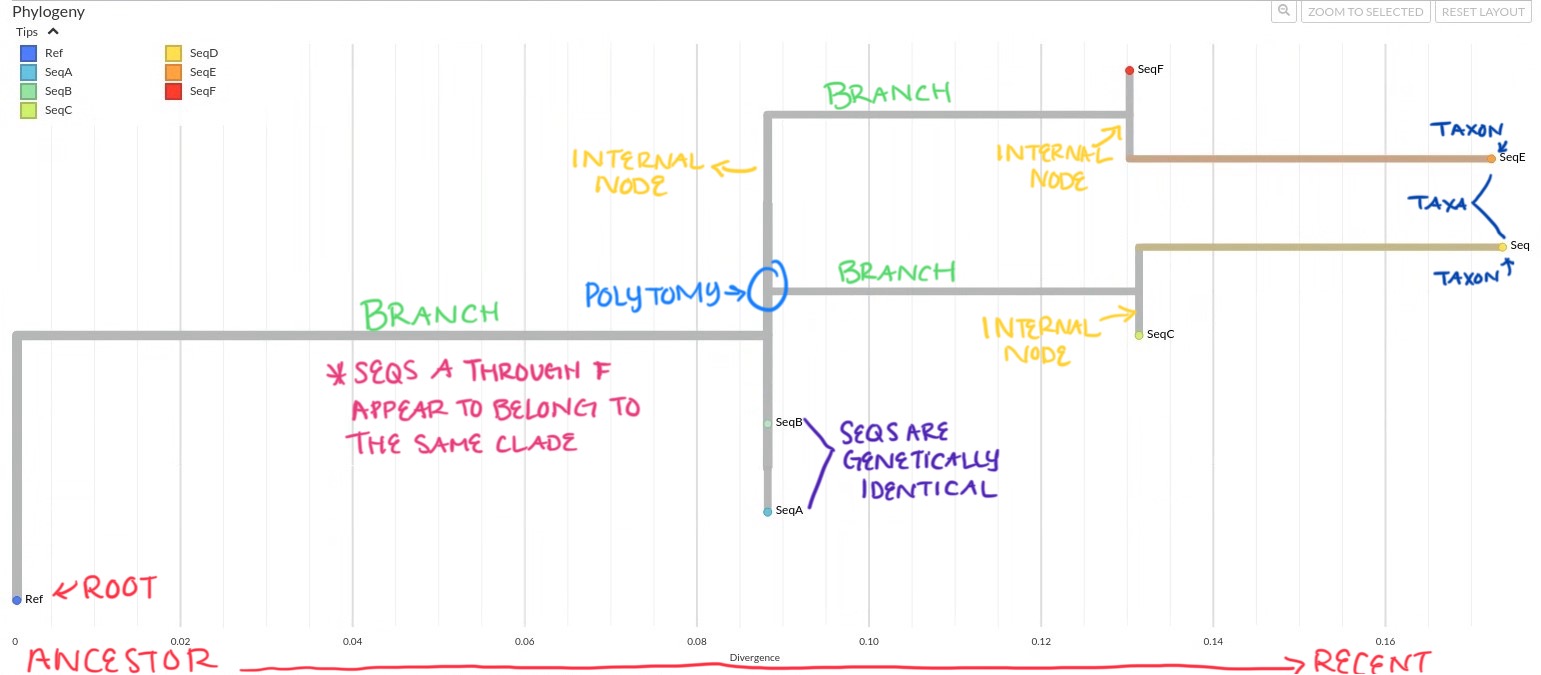 Phylogeny
ZOOM TO SELECTED
RESET LAYOUT
Tips
Ref
SeqA
SeqB
SeqC
SeqD
SeqE
SeqF
SeqF
BRANCH
INTERNAL
NODE
INTERNAL
NODE
TAXON
SeqE
TAXA
Seq
TAXON
BRANCH
POLYTOMY
BRANCH
INTERNAL
NODE
SeqC
* SEQS A THROUGH F
APPEAR TO BELONG TO
THE SAME CLADE
SeqB
SEQS ARE
GENETICALLY
IDENTICAL
SeqA
Ref
ROOT
0 0.02 0.04 0.06 0.08 0.10 0.12 0.14 0.16
Divergence
ANCESTOR
RECENT